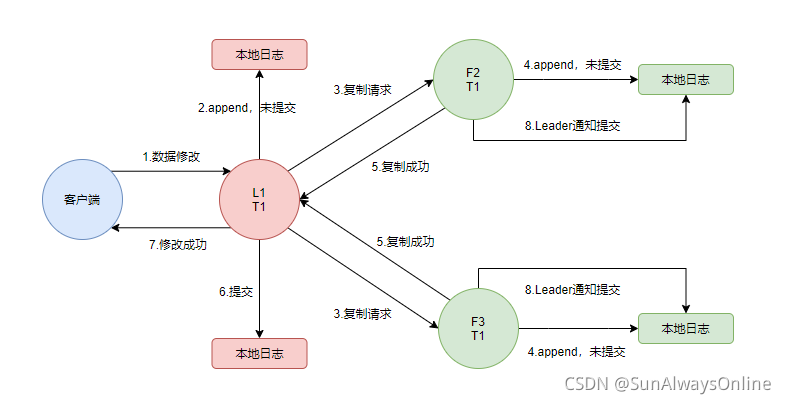 本地日志
F2
T1
4.append，未提交
本地日志
3.复制请求
2.append，未提交
8.Leader通知提交
1.数据修改
5.复制成功
客户端
L1
T1
7.修改成功
5.复制成功
6.提交
8.Leader通知提交
3.复制请求
F3
T1
本地日志
4.append，未提交
本地日志
CSDN @SunAlwaysOnline